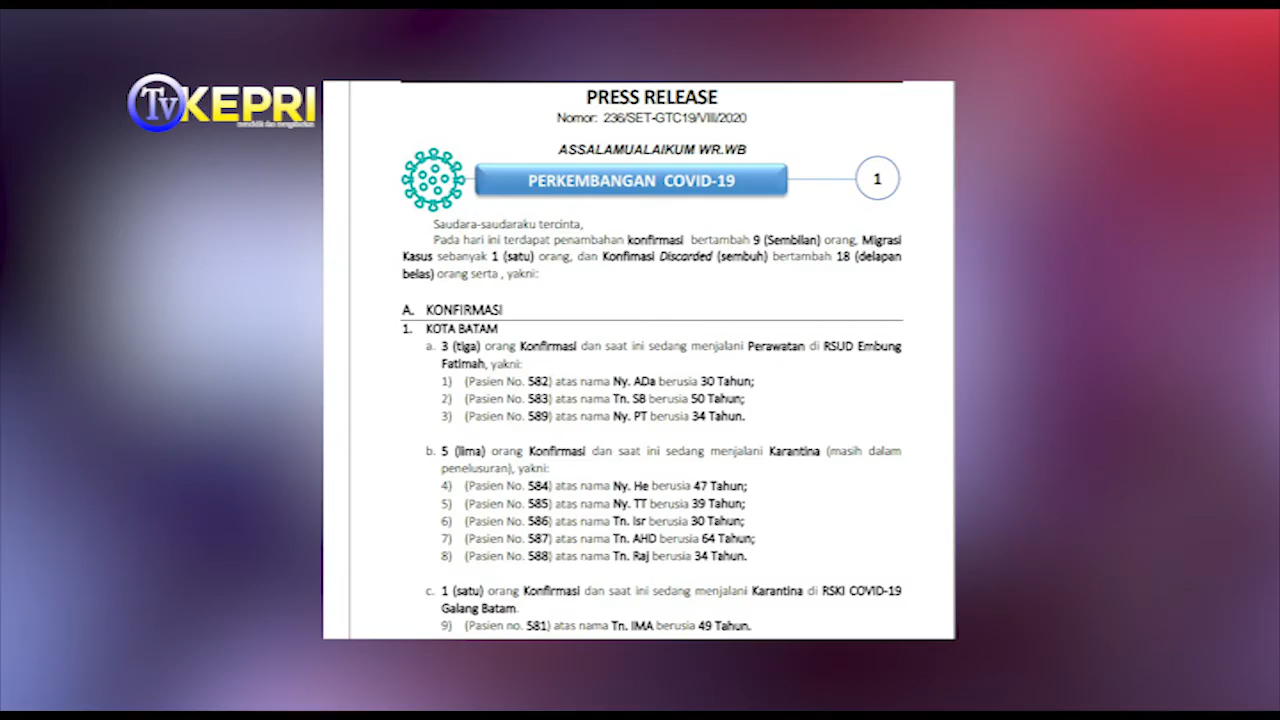 Tv KEPRI
PRESS RELEASE
Nomor: 236/SET-GTC19/VIII/2020
ASSALAMUALAIKUM WR.WB
PERKEMBANGAN COVID-19
1
Saudara-saudaraku tercinta,
Pada hari ini terdapat penambahan konfirmasi bertambah 9 (Sembilan) orang, Migrasi
Kasus sebanyak 1 (satu) orang, dan Konfimasi Discarded (sembuh) bertambah 18 (delapan
belas) orang serta , yakni:
A. KONFIRMASI
1. KOTA BATAM
a. 3 (tiga) orang Konfirmasi dan saat ini sedang menjalani Perawatan di RSUD Embung
Fatimah, yakni:
1) (Pasien No. 582) atas nama Ny. ADa berusia 30 Tahun;
2) (Pasien No. 583) atas nama Tn. SB berusia 50 Tahun;
3) (Pasien No. 589) atas nama Ny. PT berusia 34 Tahun.
b. 5 (lima) orang Konfirmasi dan saat ini sedang menjalani Karantina (masih dalam
penelusuran), yakni:
4) (Pasien No. 584) atas nama Ny. He berusia 47 Tahun;
5) (Pasien No. 585) atas nama Ny. TT berusia 39 Tahun;
6) (Pasien No. 586) atas nama Tn. Isr berusia 30 Tahun;
7) (Pasien No. 587) atas nama Tn. AHD berusia 64 Tahun;
8) (Pasien No. 588) atas nama Tn. Raj berusia 34 Tahun.
c. 1 (satu) orang Konfirmasi dan saat ini sedang menjalani Karantina di RSKI COVID-19
Galang Batam.
9) (Pasien no. 581) atas nama Tn. IMA berusia 49 Tahun.